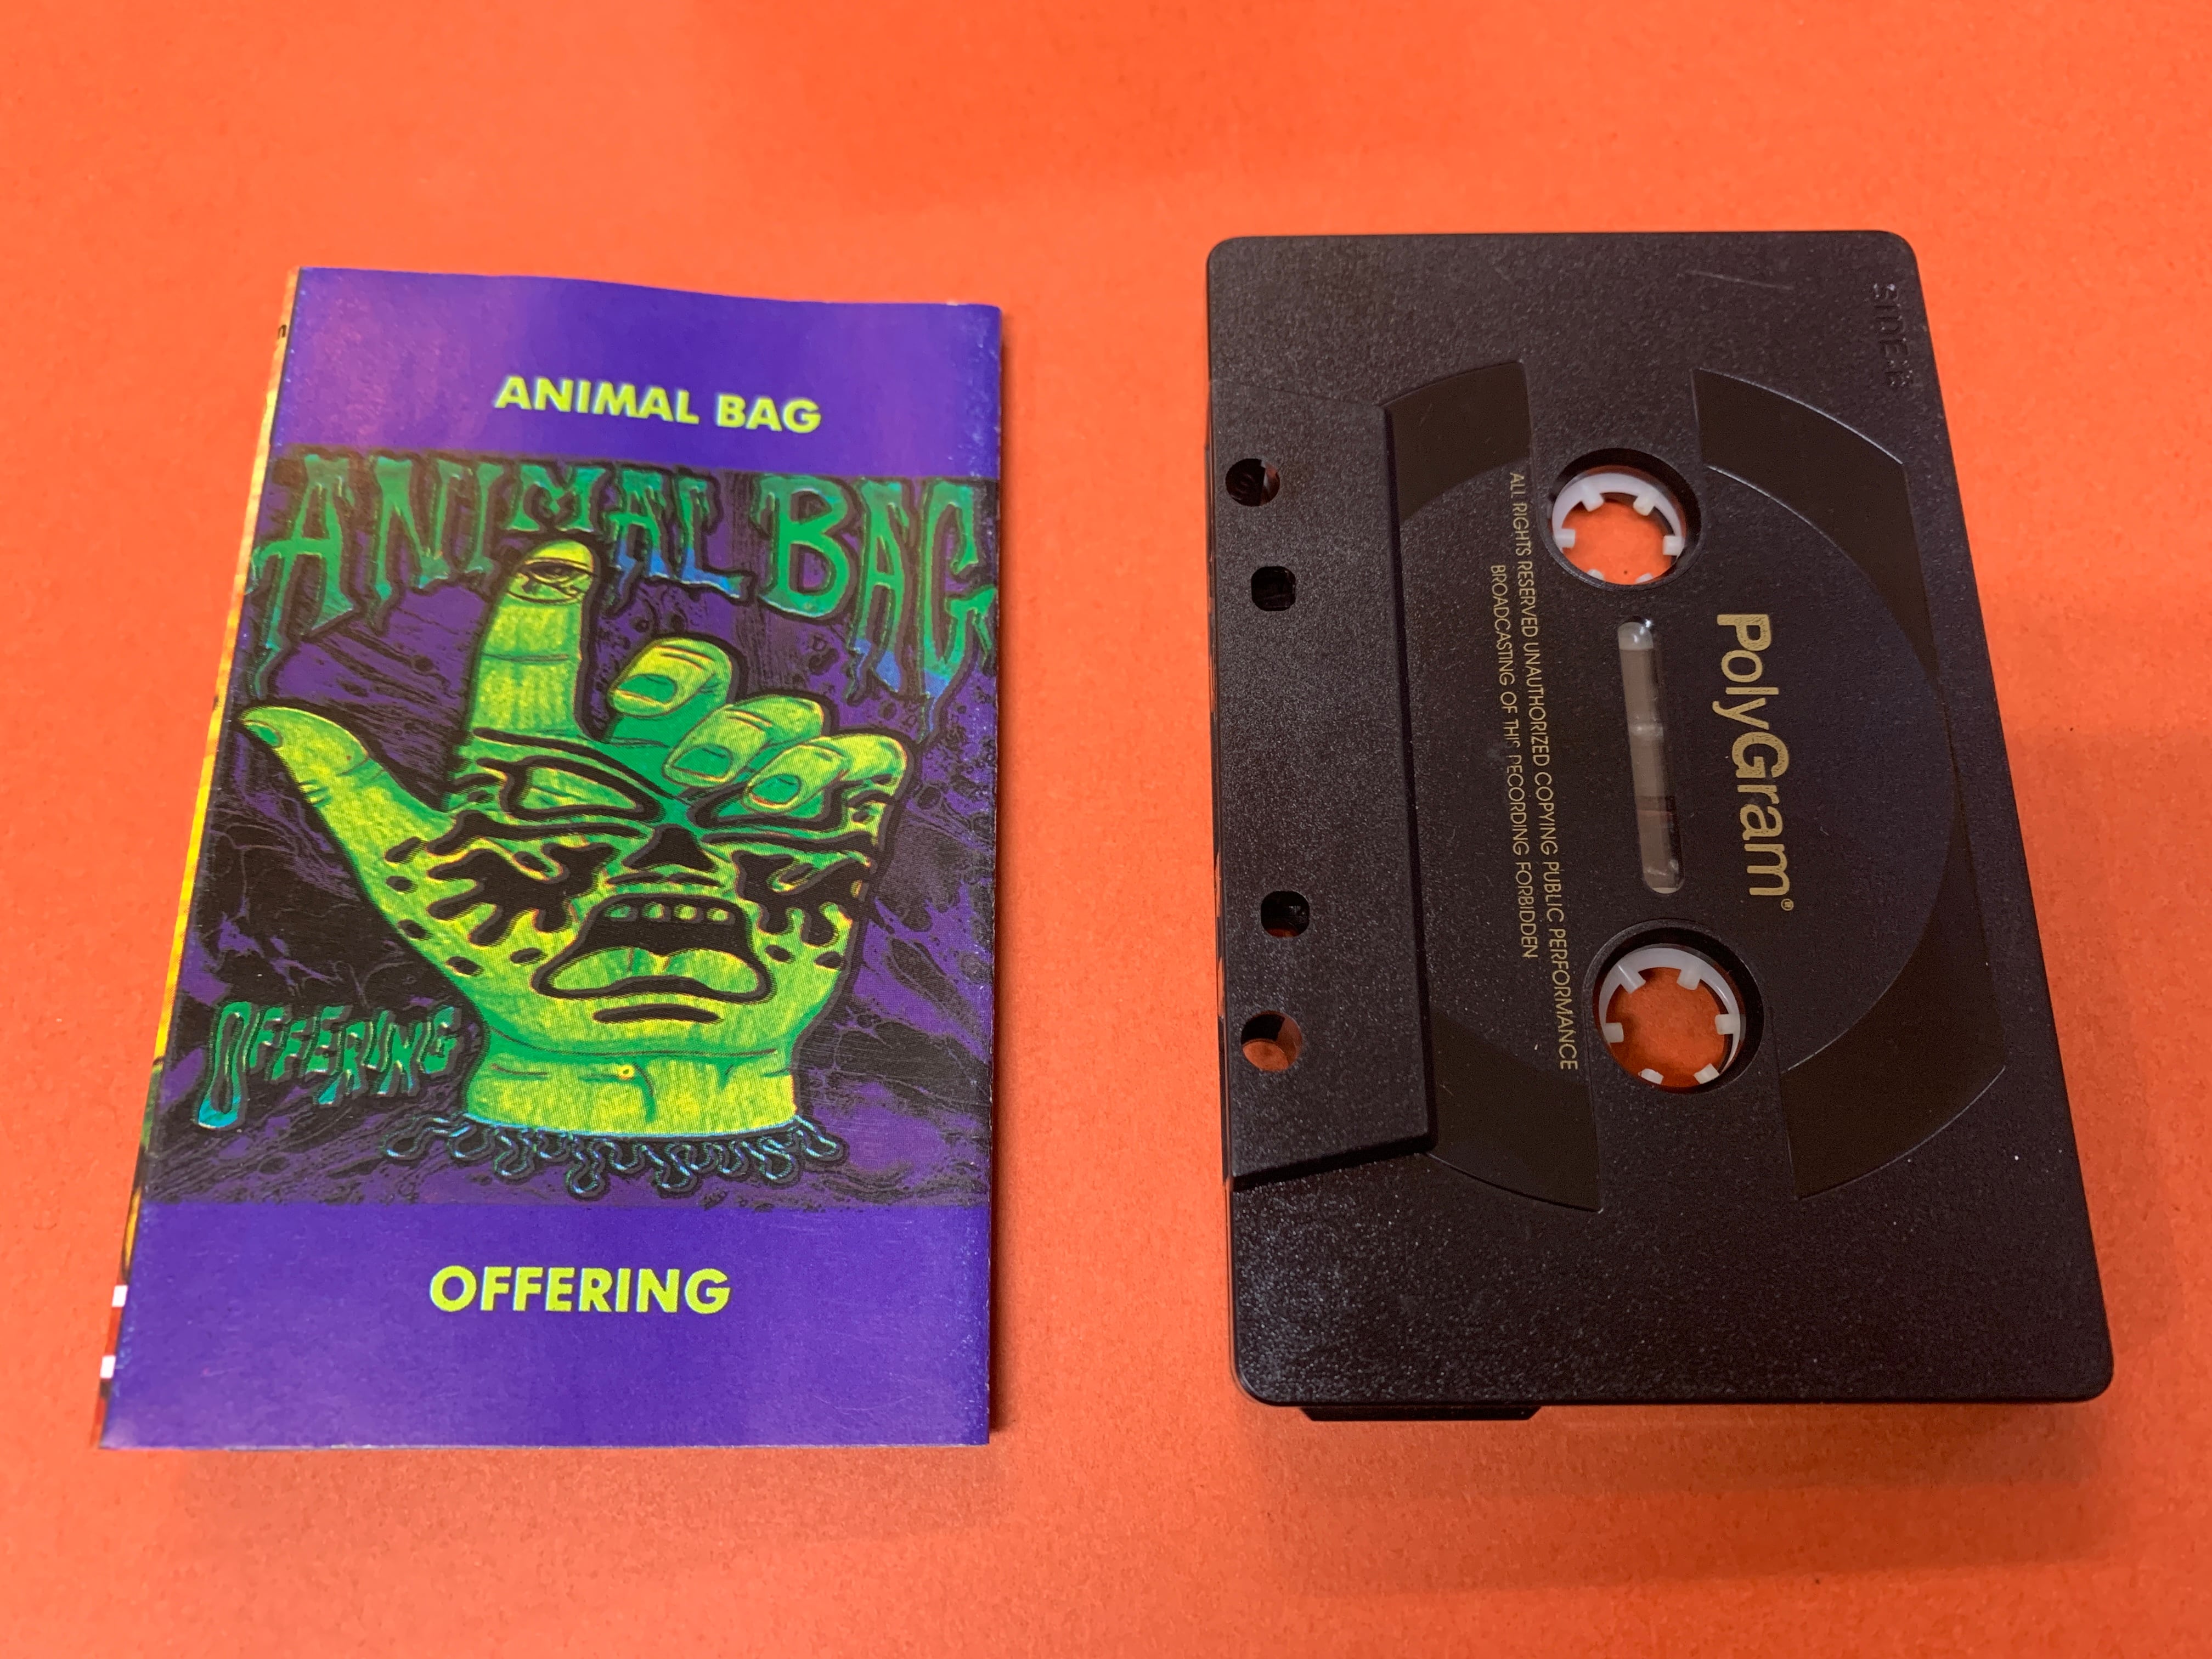 ANIMAL BAG
ANIMAL BAG
OFFERING
OFFERING
SIDE B
PolyGram®
ALL RIGHTS RESERVED UNAUTHORIZED COPYING PUBLIC PERFORMANCE
BROADCASTING OF THIS RECORDING FORBIDDEN